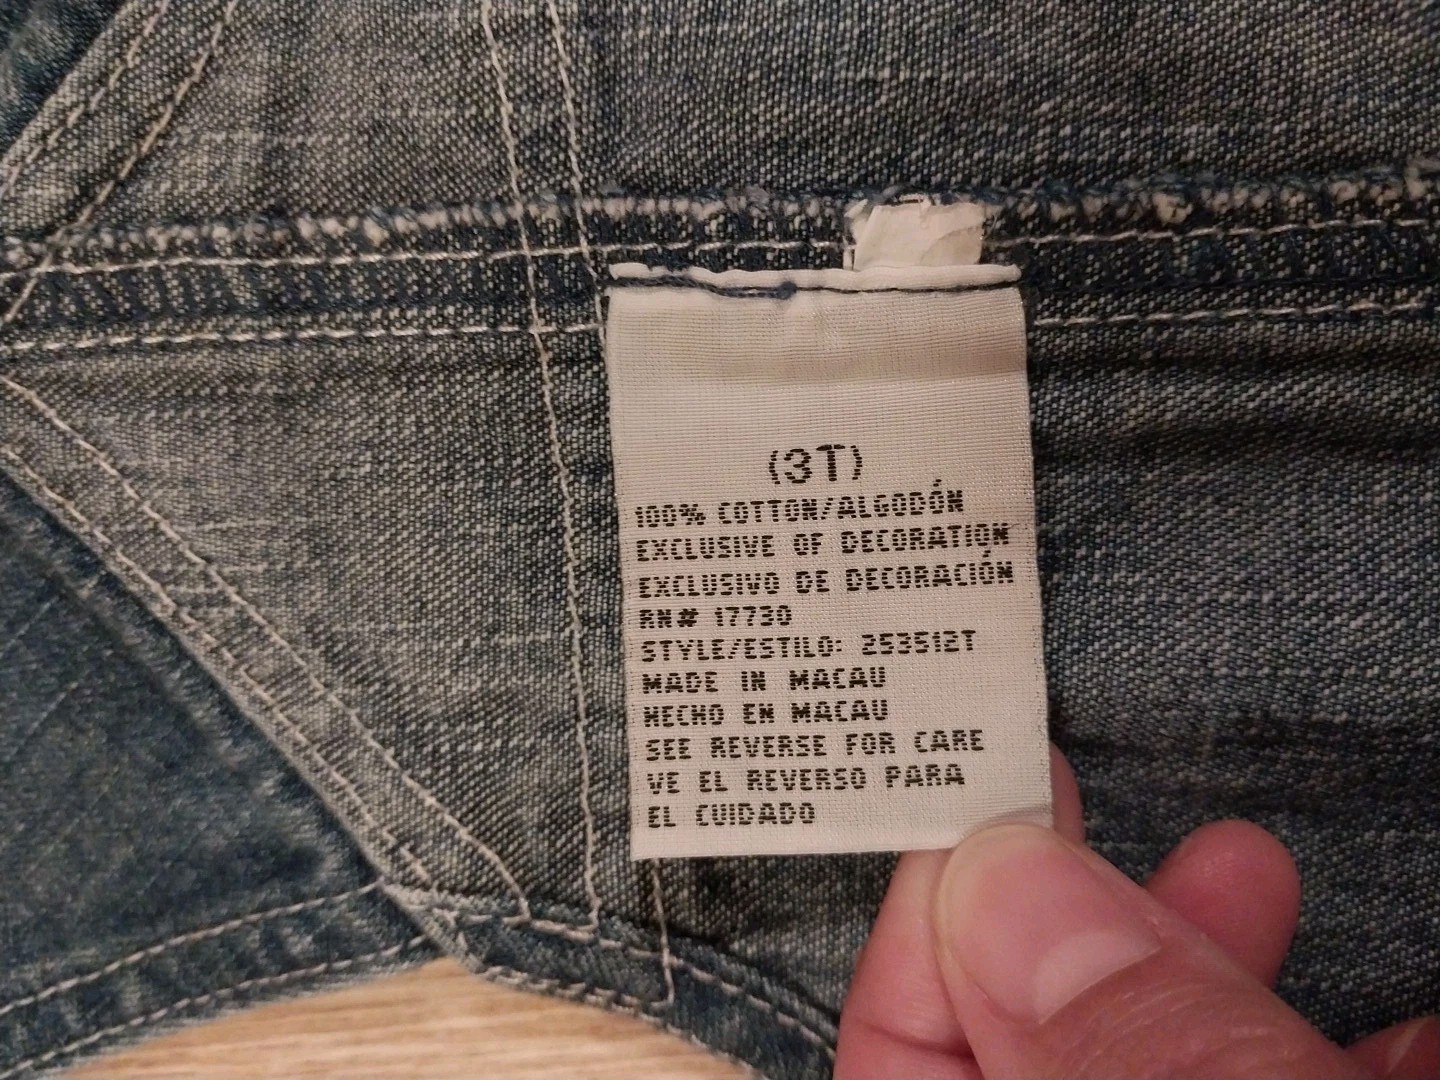 (3T)
100% COTTON/ALGODÓN
EXCLUSIVE OF DECORATION
EXCLUSIVO DE DECORACIÓN
RN# 17730
STYLE/ESTILO: 253512T
MADE IN MACAU
HECHO EN MACAU
SEE REVERSE FOR CARE
VE EL REVERSO PARA
EL CUIDADO